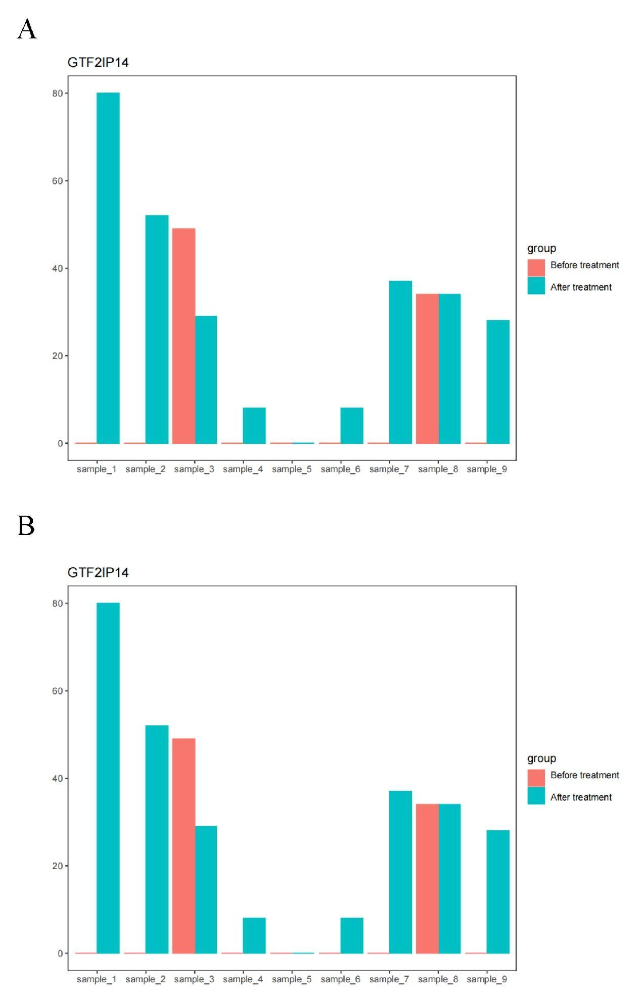 A
GTF2IP14
80
60
40
20
0
sample_1 sample_2 sample_3 sample_4 sample_5 sample_6 sample_7 sample_8 sample_9
group
Before treatment
After treatment
B
GTF2IP14
80
60
40
20
0
sample_1 sample_2 sample_3 sample_4 sample_5 sample_6 sample_7 sample_8 sample_9
group
Before treatment
After treatment